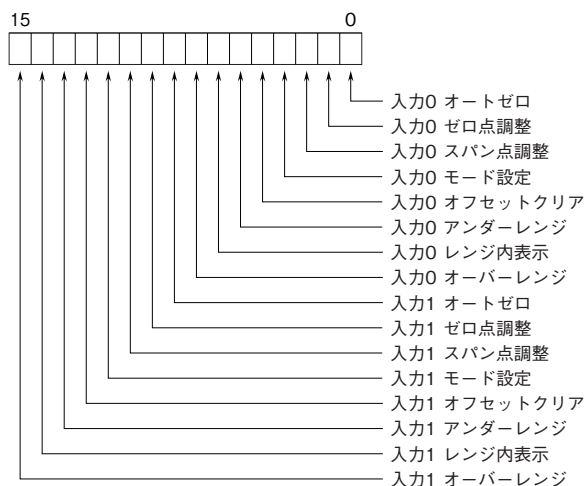 15 0
入力0 オートゼロ
入力0 ゼロ点調整
入力0 スパン点調整
入力0 モード設定
入力0 オフセットクリア
入力0 アンダーレンジ
入力0 レンジ内表示
入力0 オーバーレンジ
入力1 オートゼロ
入力1 ゼロ点調整
入力1 スパン点調整
入力1 モード設定
入力1 オフセットクリア
入力1 アンダーレンジ
入力1 レンジ内表示
入力1 オーバーレンジ